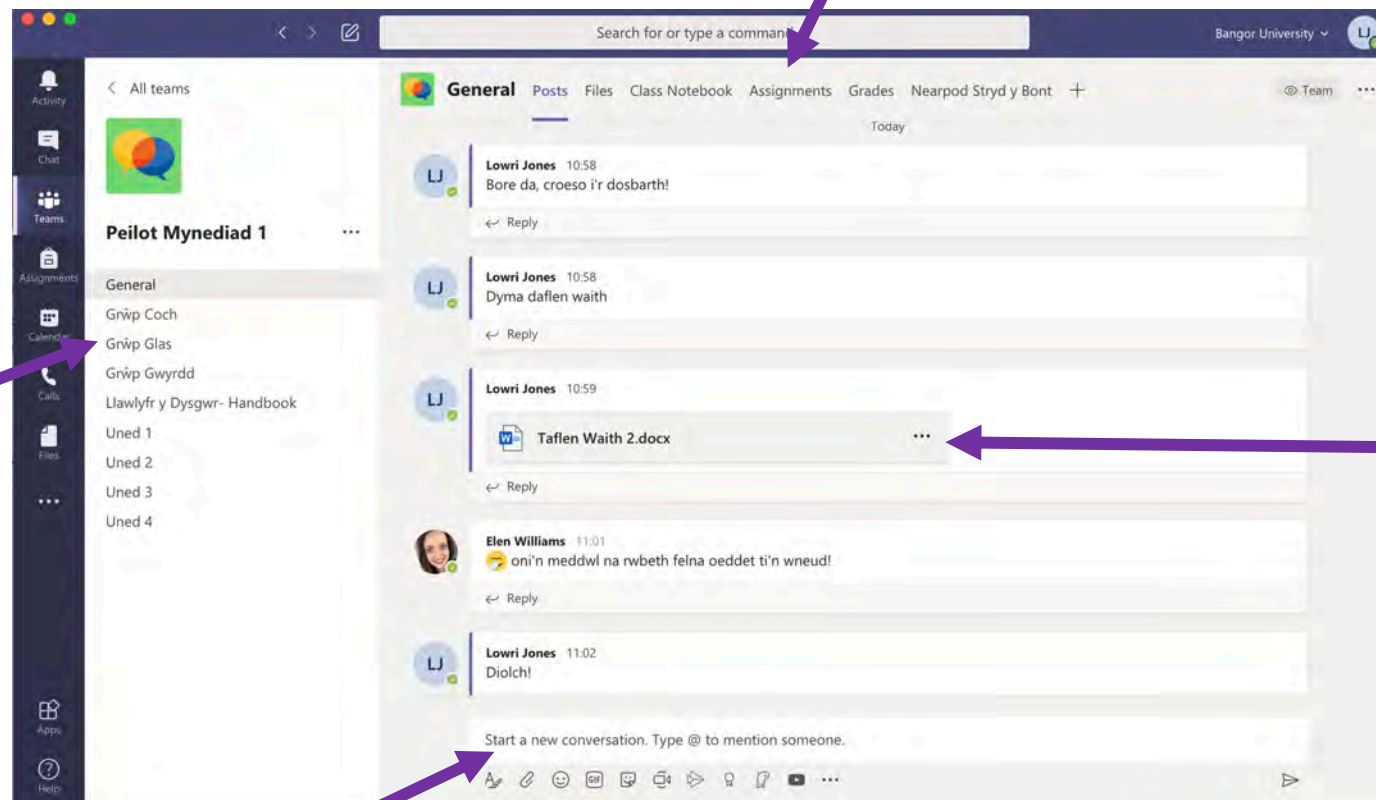 Search for or type a command
Bangor University
LJ
Activity
Chat
Teams
Assignments
Calendar
Calls
Files
Apps
Help
All teams
Peilot Mynediad 1
General
Grŵp Coch
Grŵp Glas
Grŵp Gwyrdd
Llawlyfr y Dysgwr- Handbook
Uned 1
Uned 2
Uned 3
Uned 4
General Posts Files Class Notebook Assignments Grades Nearpod Stryd y Bont +
Team
Today
LJ
Lowri Jones 10:58
Bore da, croeso i'r dosbarth!
Reply
LJ
Lowri Jones 10:58
Dyma daflen waith
Reply
LJ
Lowri Jones 10:59
Taflen Waith 2.docx
Reply
Elen Williams 11:01
oni'n meddwl na rwbeth felna oeddet ti'n wneud!
Reply
LJ
Lowri Jones 11:02
Diolch!
Start a new conversation. Type @ to mention someone.
GIF